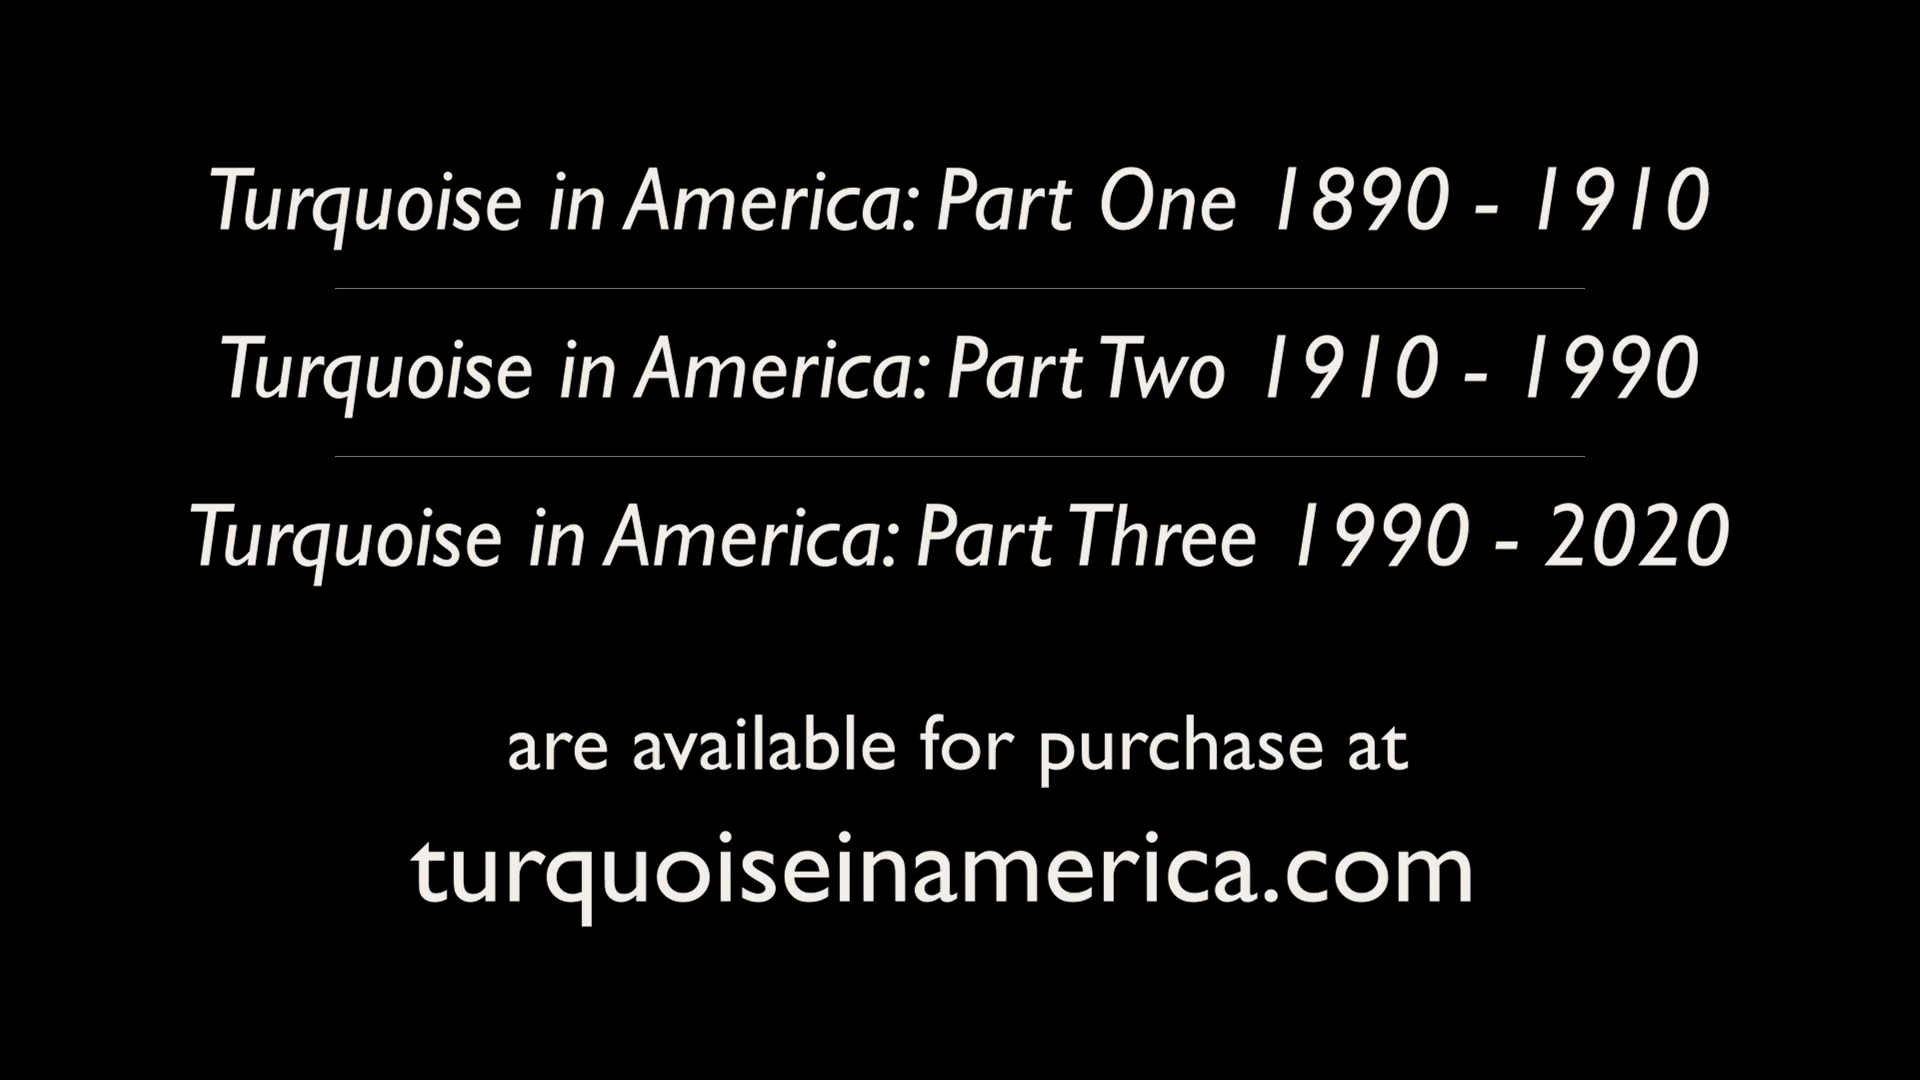 Turquoise in America: Part One 1890 - 1910
Turquoise in America: Part Two 1910 - 1990
Turquoise in America: Part Three 1990 - 2020
are available for purchase at
turquoiseinamerica.com